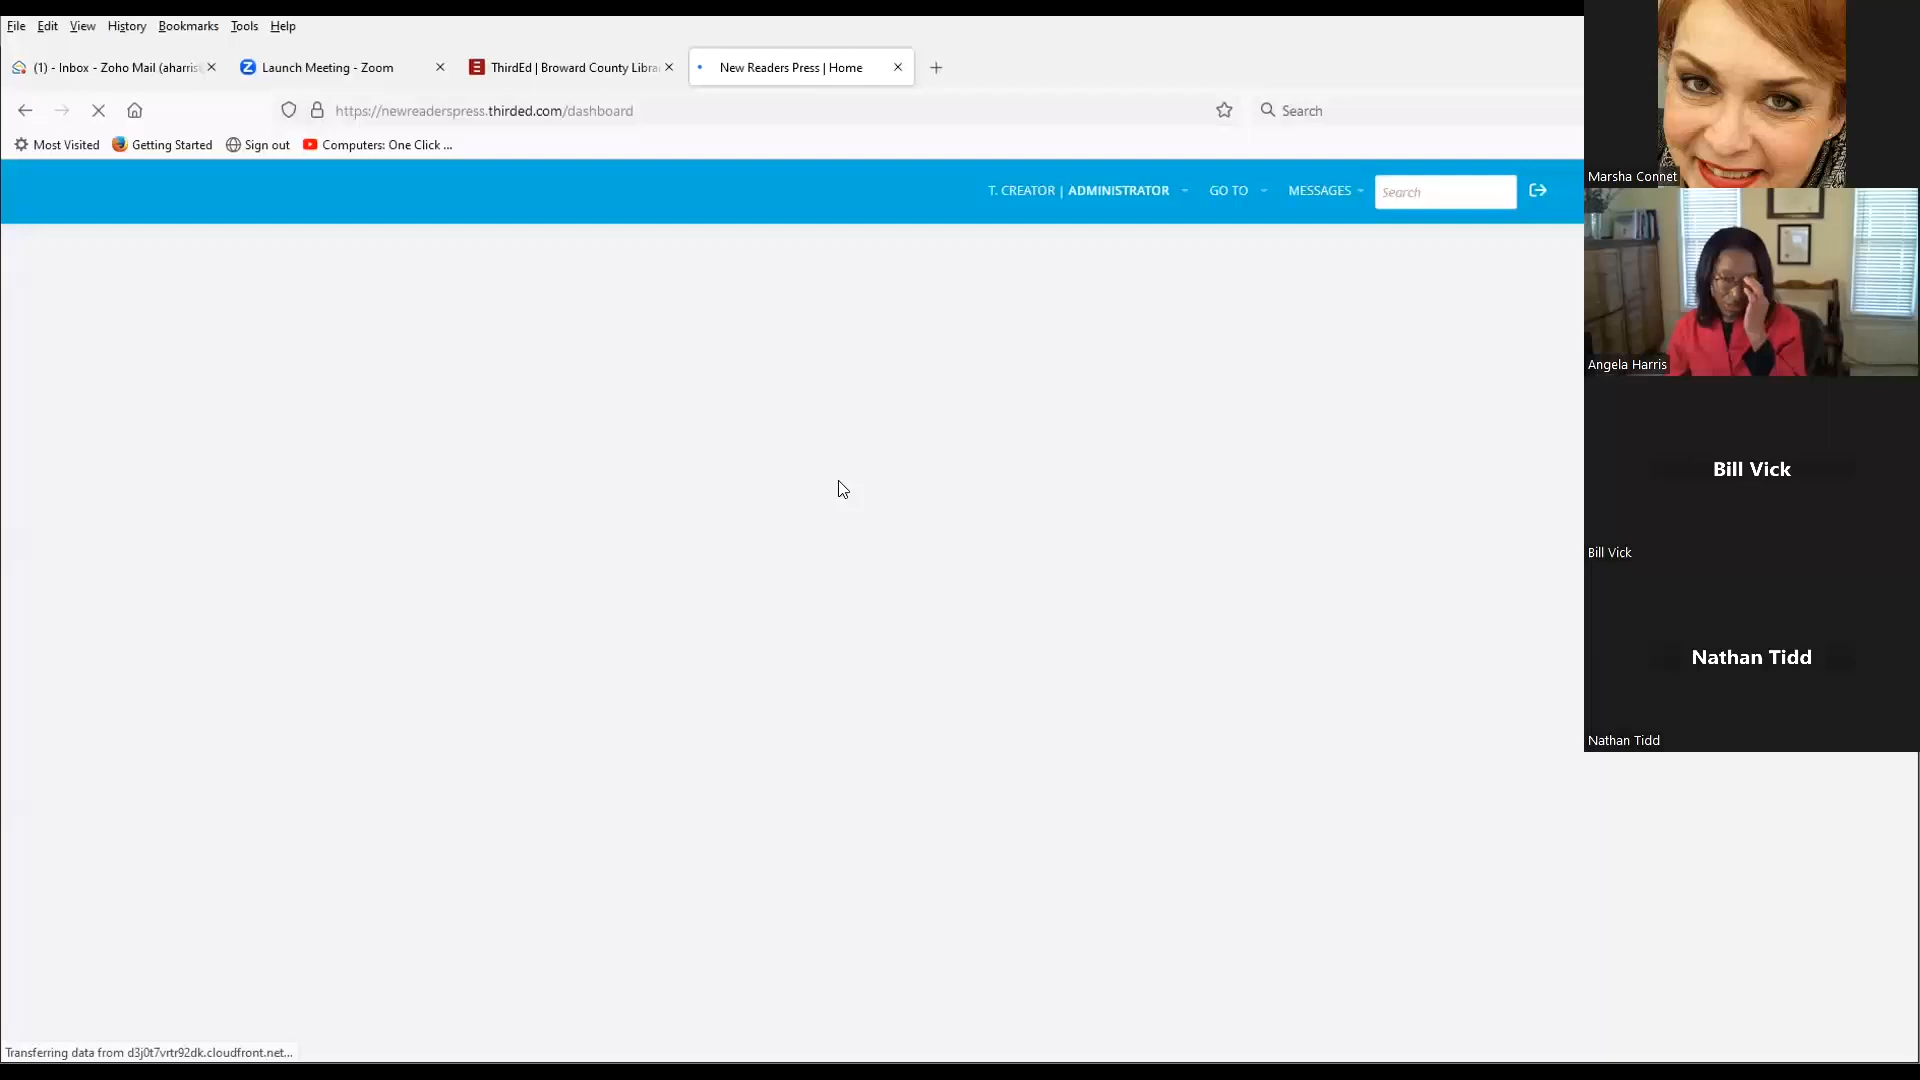 File Edit View History Bookmarks Tools Help
(1) - Inbox - Zoho Mail (aharris
Launch Meeting - Zoom
ThirdEd | Broward County Libra
New Readers Press | Home
https://newreaderspress.thirded.com/dashboard
Search
Most Visited Getting Started Sign out Computers: One Click ...
T. CREATOR | ADMINISTRATOR GO TO MESSAGES Search
Marsha Connet
Angela Harris
Bill Vick
Bill Vick
Nathan Tidd
Nathan Tidd
Transferring data from d3j0t7vrtr92dk.cloudfront.net...